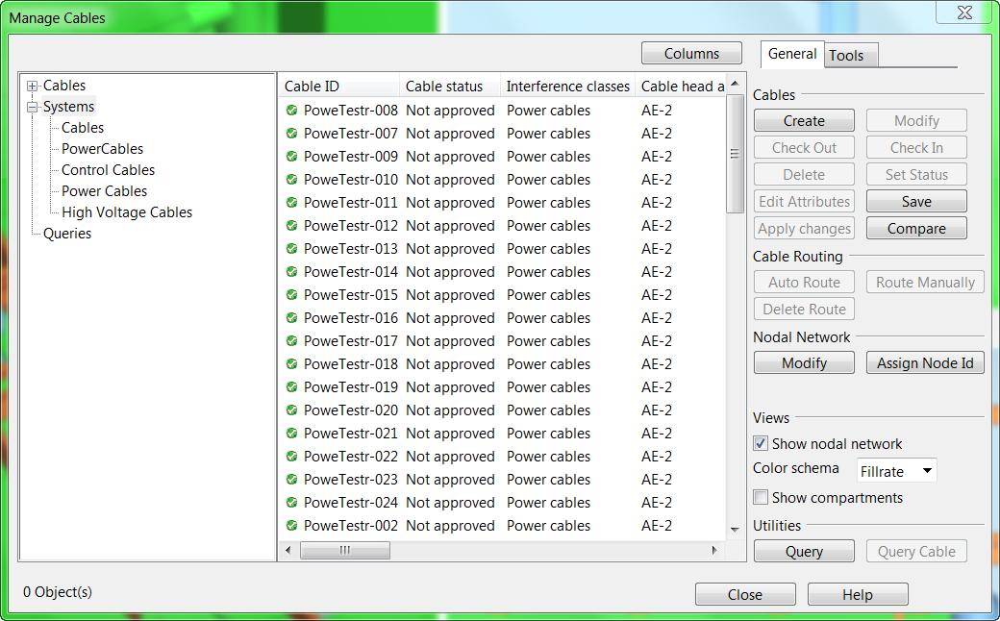 Manage Cables
Columns
General Tools
Cables
Systems
Cables
PowerCables
Control Cables
Power Cables
High Voltage Cables
Queries
Cable ID Cable status Interference classes Cable head a
PoweTestr-008 Not approved Power cables AE-2
PoweTestr-007 Not approved Power cables AE-2
PoweTestr-009 Not approved Power cables AE-2
PoweTestr-010 Not approved Power cables AE-2
PoweTestr-011 Not approved Power cables AE-2
PoweTestr-012 Not approved Power cables AE-2
PoweTestr-013 Not approved Power cables AE-2
PoweTestr-014 Not approved Power cables AE-2
PoweTestr-015 Not approved Power cables AE-2
PoweTestr-016 Not approved Power cables AE-2
PoweTestr-017 Not approved Power cables AE-2
PoweTestr-018 Not approved Power cables AE-2
PoweTestr-019 Not approved Power cables AE-2
PoweTestr-020 Not approved Power cables AE-2
PoweTestr-021 Not approved Power cables AE-2
PoweTestr-022 Not approved Power cables AE-2
PoweTestr-023 Not approved Power cables AE-2
PoweTestr-024 Not approved Power cables AE-2
PoweTestr-002 Not approved Power cables AE-2
Cables
Create Modify
Check Out Check In
Delete Set Status
Edit Attributes Save
Apply changes Compare
Cable Routing
Auto Route Route Manually
Delete Route
Nodal Network
Modify Assign Node Id
Views
Show nodal network
Color schema Fillrate
Show compartments
Utilities
Query Query Cable
0 Object(s)
Close Help